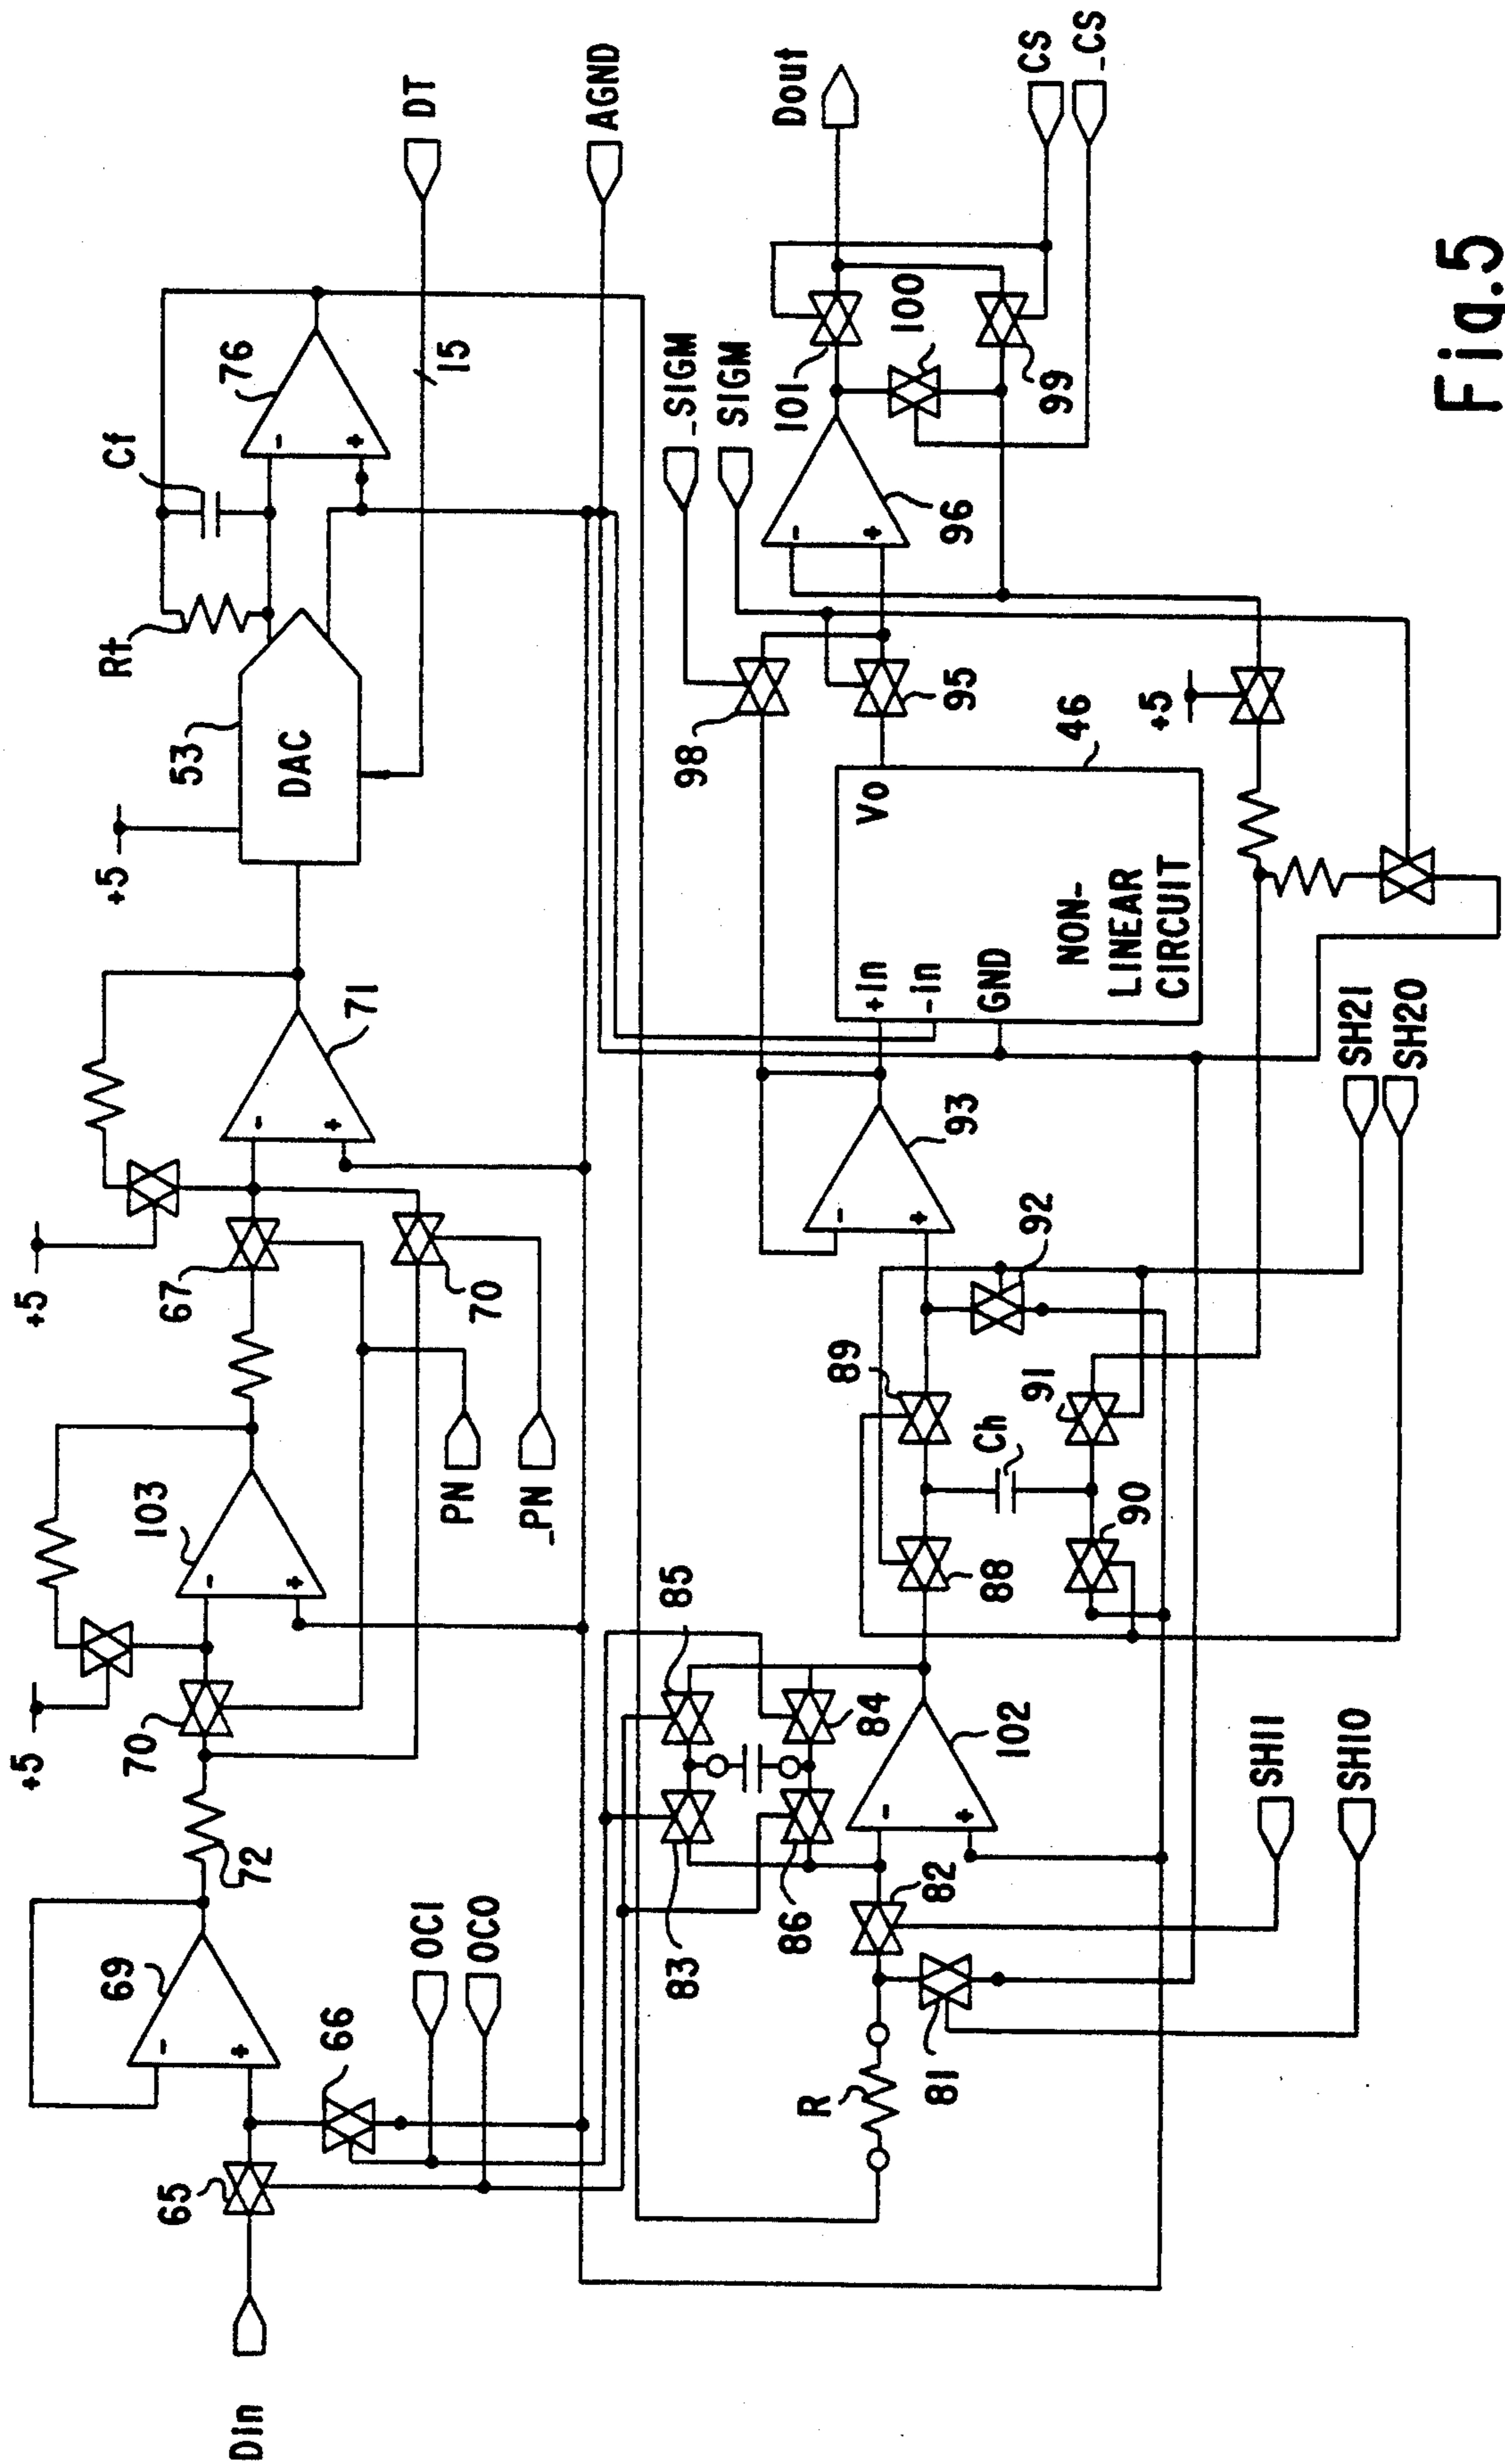 Din
65
66
69
-
+
OC1
OC0
72
+5
70
103
-
+
PN
_PN
+5
67
70
71
-
+
+5
53
DAC
Rf
Cf
76
-
+
15
DT
AGND
R
81
82
83
86
85
84
102
-
+
SH11
SH10
88
89
90
91
Ch
92
93
-
+
SH21
SH20
+In
-In
GND
Vo
NON-
LINEAR
CIRCUIT
46
98
95
+5
_SIGM
SIGM
96
-
+
101
100
99
Dout
CS
_CS
Fig.5